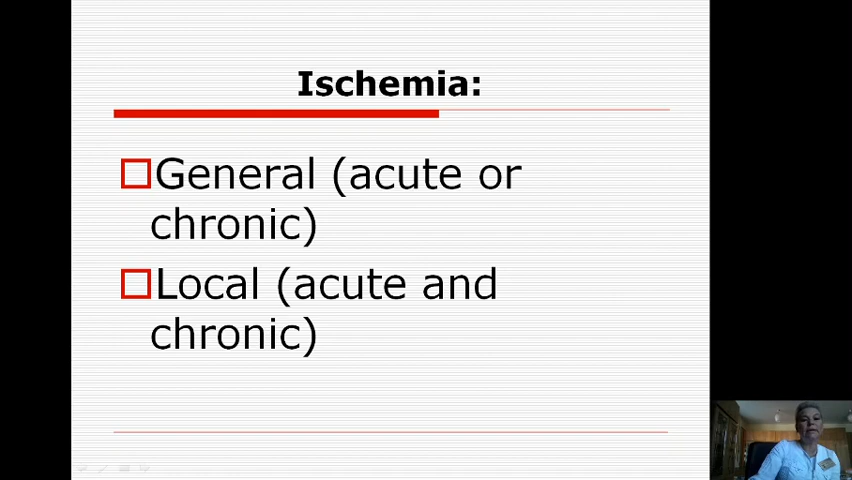 Ischemia:
General (acute or
chronic)
Local (acute and
chronic)